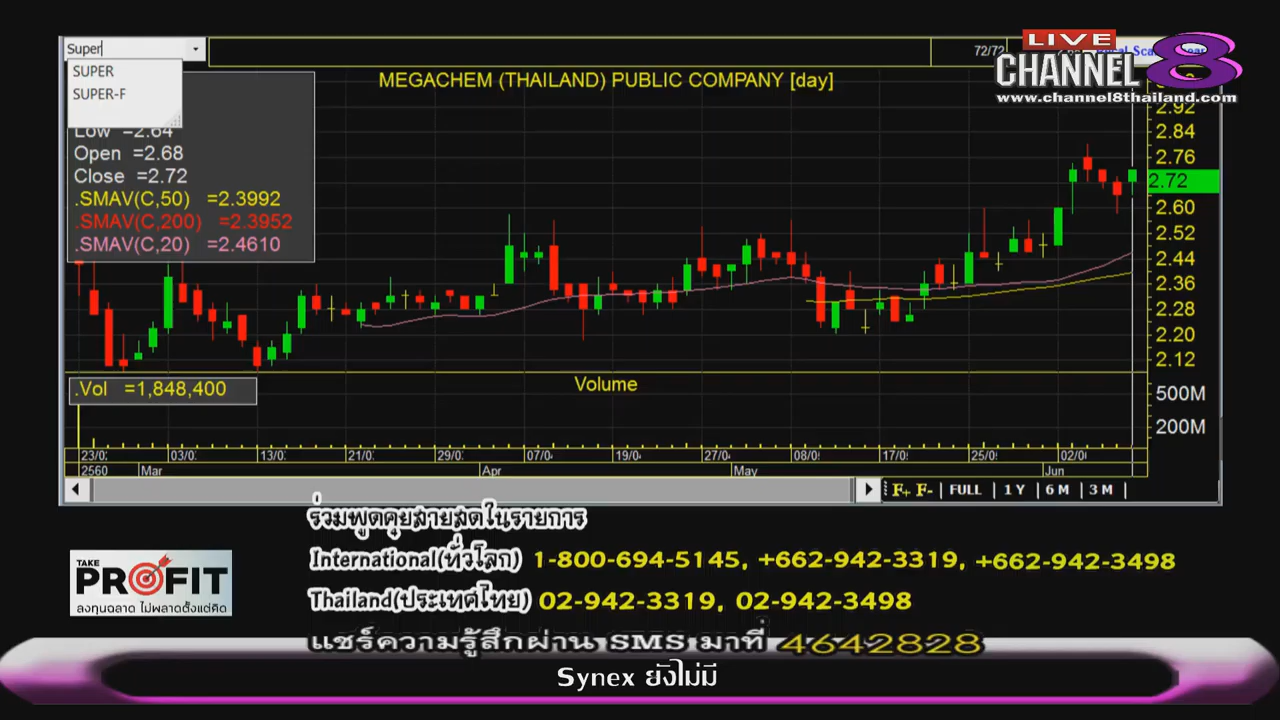 Super
SUPER
SUPER-F
Low =2.64
Open =2.68
Close =2.72
.SMAV(C,50) =2.3992
.SMAV(C,200) =2.3952
.SMAV(C,20) =2.4610
MEGACHEM (THAILAND) PUBLIC COMPANY [day]
72/72
LIVE
CHANNEL 8
www.channel8thailand.com
2.92
2.84
2.76
2.72
2.60
2.52
2.44
2.36
2.28
2.20
2.12
.Vol =1,848,400
Volume
500M
200M
23/0 03/0 13/0 21/0 29/0 07/0 19/0 27/0 08/0 17/0 25/0 02/0
2560 Mar Apr May Jun
F+ F- FULL 1 Y 6 M 3 M
ร่วมพูดคุยสายสดในรายการ
International(ทั่วโลก) 1-800-694-5145, +662-942-3319, +662-942-3498
Thailand(ประเทศไทย) 02-942-3319, 02-942-3498
แชร์ความรู้สึกผ่าน SMS มาที่ 4642828
TAKE
PROFIT
ลงทุนฉลาด ไม่พลาดตั้งแต่คิด
Synex ยังไม่มี